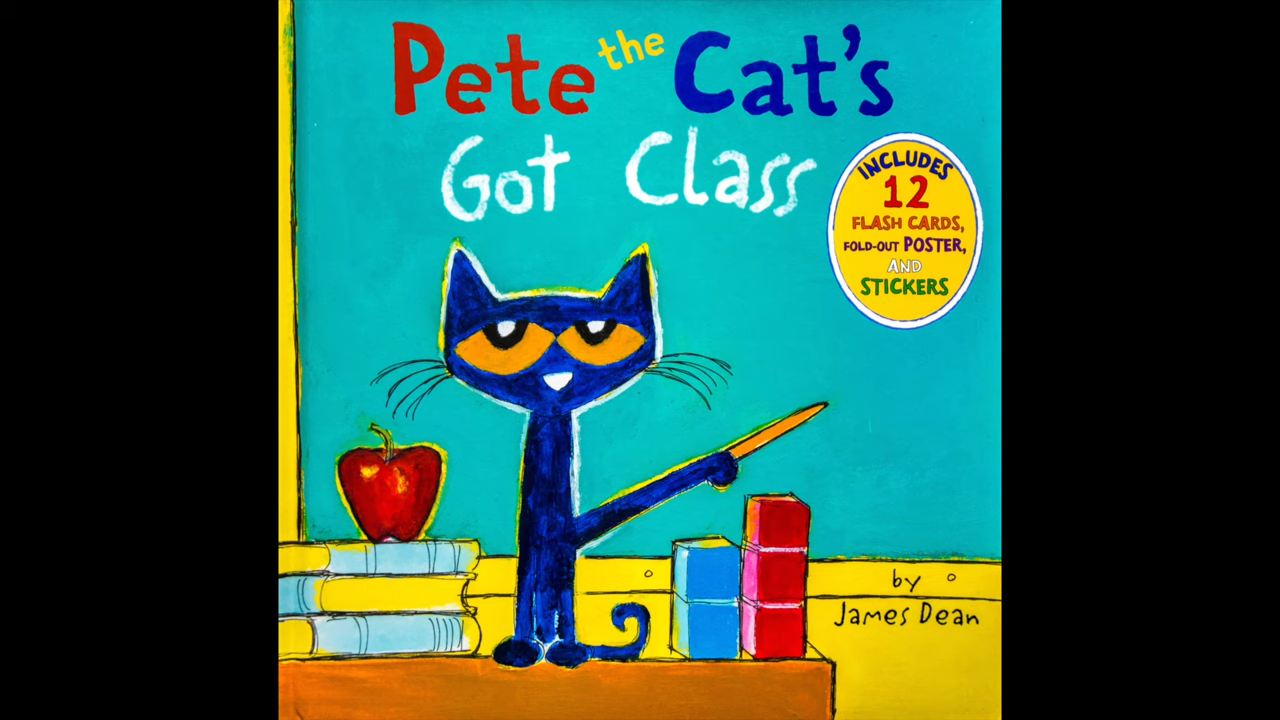 Pete the Cat's
Got Class
INCLUDES
12
FLASH CARDS,
FOLD-OUT POSTER,
AND
STICKERS
by
James Dean